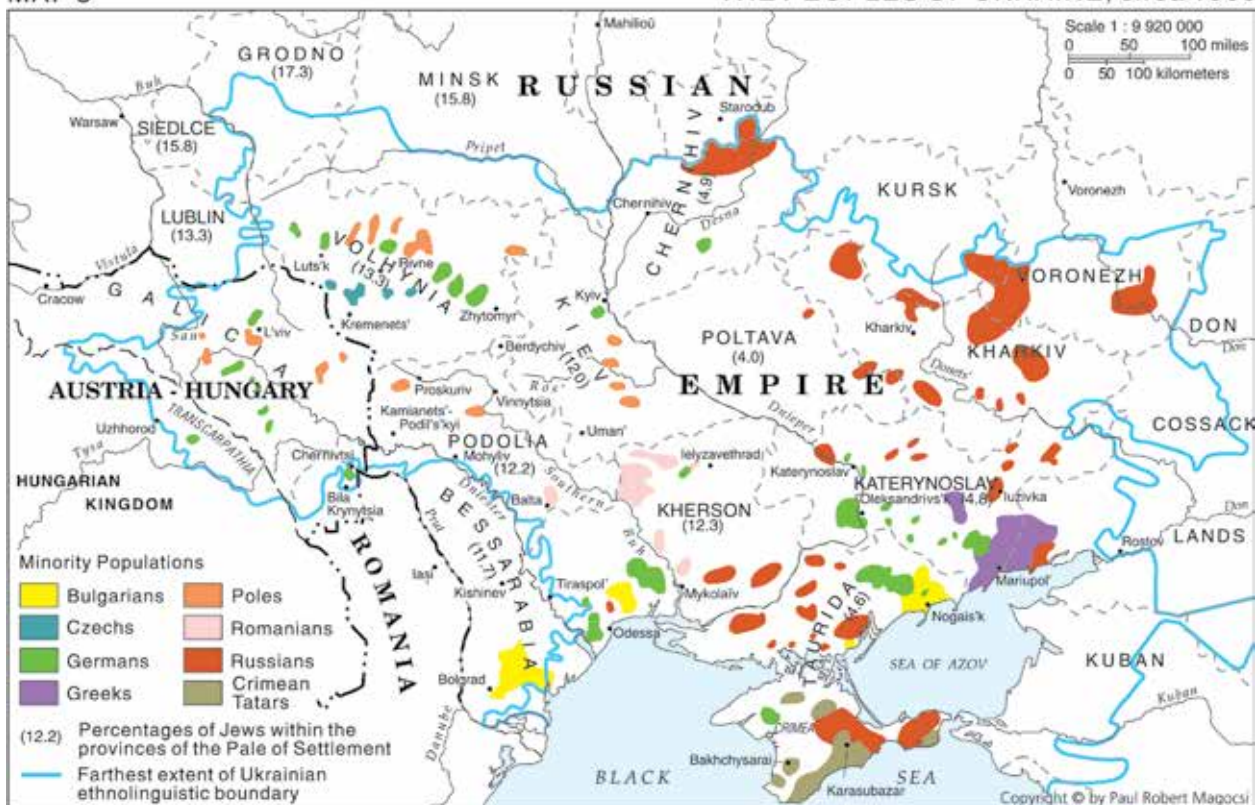 Scale 1 : 9 920 000
0 50 100 miles
0 50 100 kilometers
Mahilioŭ
GRODNO
(17.3)
MINSK
(15.8)
RUSSIAN
Buh
Warsaw
SIEDLCE
(15.8)
Starodub
Pripet
CHERNIHIV
(4.9)
KURSK
Voronezh
LUBLIN
(13.3)
Chernihiv
Desna
VOLHYNIA
(13.3)
Luts'k
Rivne
VORONEZH
Vistula
Cracow
GALICIA
San
L'viv
Kremenets'
Zhytomyr
Kyiv
KIEV
Kharkiv
DON
Don
Berdychiv
POLTAVA
(4.0)
KHARKIV
Donets'
AUSTRIA-HUNGARY
Proskuriv
Ros'
EMPIRE
Vinnytsia
Kamianets'-
Podil's'kyi
Uzhhorod
TRANSCARPATHIA
Tysa
Uman'
Dnieper
COSSACK
PODOLIA
(12.2)
Mohyliv
Chernivtsi
Ielyzavethrad
Katerynoslav
KATERYNOSLAV
(4.8)
Oleksandrivs'k
Iuzivka
HUNGARIAN
KINGDOM
Bila
Krynytsia
Dniester
Southern
Buh
Balta
KHERSON
(12.3)
Don
LANDS
Rostov
ROMANIA
Prut
BESSARABIA
(11.7)
Iaşi
Kishinev
Tiraspol'
Mykolaïv
Mariupol'
Minority Populations
Bulgarians
Czechs
Germans
Greeks
Poles
Romanians
Russians
Crimean
Tatars
TAURIDA
(4.6)
Nogais'k
Odessa
SEA OF AZOV
KUBAN
Kuban
Bolgrad
Danube
CRIMEA
(12.2) Percentages of Jews within the
provinces of the Pale of Settlement
Farthest extent of Ukrainian
ethnolinguistic boundary
Bakhchysarai
Karasubazar
BLACK SEA
Copyright © by Paul Robert Magocsi